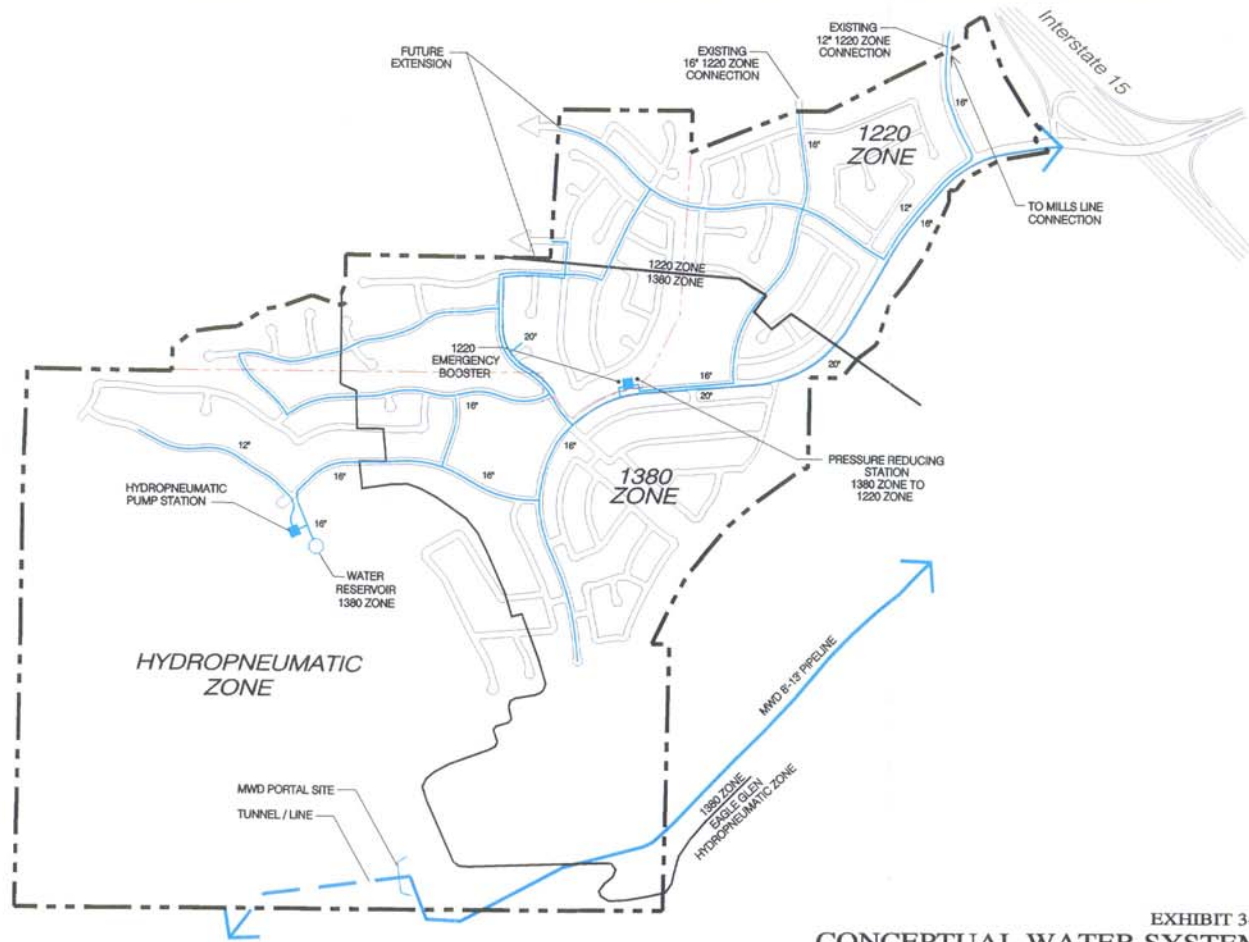 EXISTING
12" 1220 ZONE
CONNECTION
Interstate 15
FUTURE
EXTENSION
EXISTING
16" 1220 ZONE
CONNECTION
16"
1220
ZONE
16"
TO MILLS LINE
CONNECTION
12"
16"
1220 ZONE
1380 ZONE
20"
1220
EMERGENCY
BOOSTER
16"
20"
20"
16"
16"
12"
16"
16"
1380
ZONE
PRESSURE REDUCING
STATION
1380 ZONE TO
1220 ZONE
HYDROPNEUMATIC
PUMP STATION
16"
WATER
RESERVOIR
1380 ZONE
HYDROPNEUMATIC
ZONE
MWD 8'-13' PIPELINE
1380 ZONE
EAGLE GLEN
HYDROPNEUMATIC ZONE
MWD PORTAL SITE
TUNNEL / LINE
EXHIBIT 3-
CONCEPTUAL WATER SYSTEM